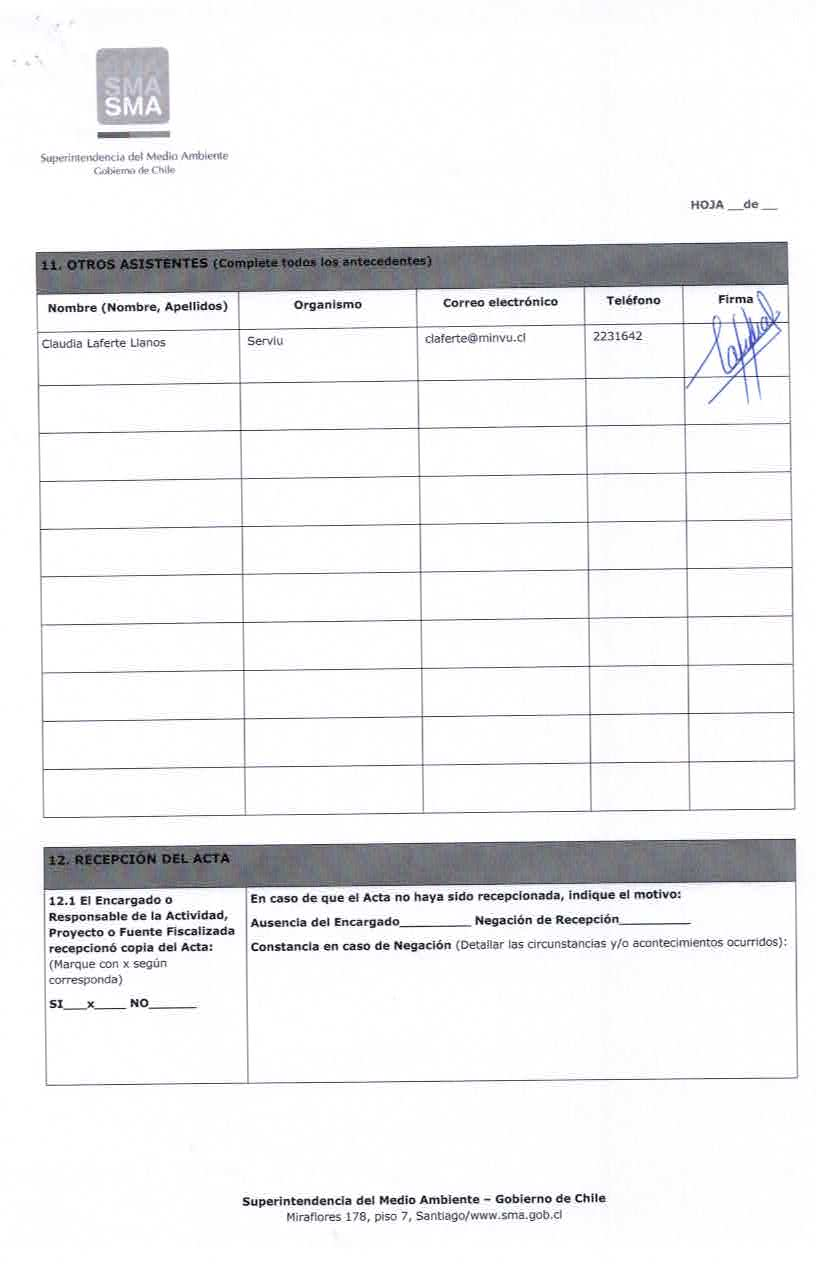 SMA
SMA
Superintendencia del Medio Ambiente
Gobierno de Chile
HOJA __de __
11. OTROS ASISTENTES (Complete todos los antecedentes)
Nombre (Nombre, Apellidos) Organismo Correo electrónico Teléfono Firma
Claudia Laferte Llanos Serviu claferte@minvu.cl 2231642
12. RECEPCIÓN DEL ACTA
12.1 El Encargado o
Responsable de la Actividad,
Proyecto o Fuente Fiscalizada
recepcionó copia del Acta:
(Marque con x según
corresponda)
SI___x____ NO______
En caso de que el Acta no haya sido recepcionada, indique el motivo:
Ausencia del Encargado_________ Negación de Recepción_________
Constancia en caso de Negación (Detallar las circunstancias y/o acontecimientos ocurridos):
Superintendencia del Medio Ambiente – Gobierno de Chile
Miraflores 178, piso 7, Santiago/www.sma.gob.cl